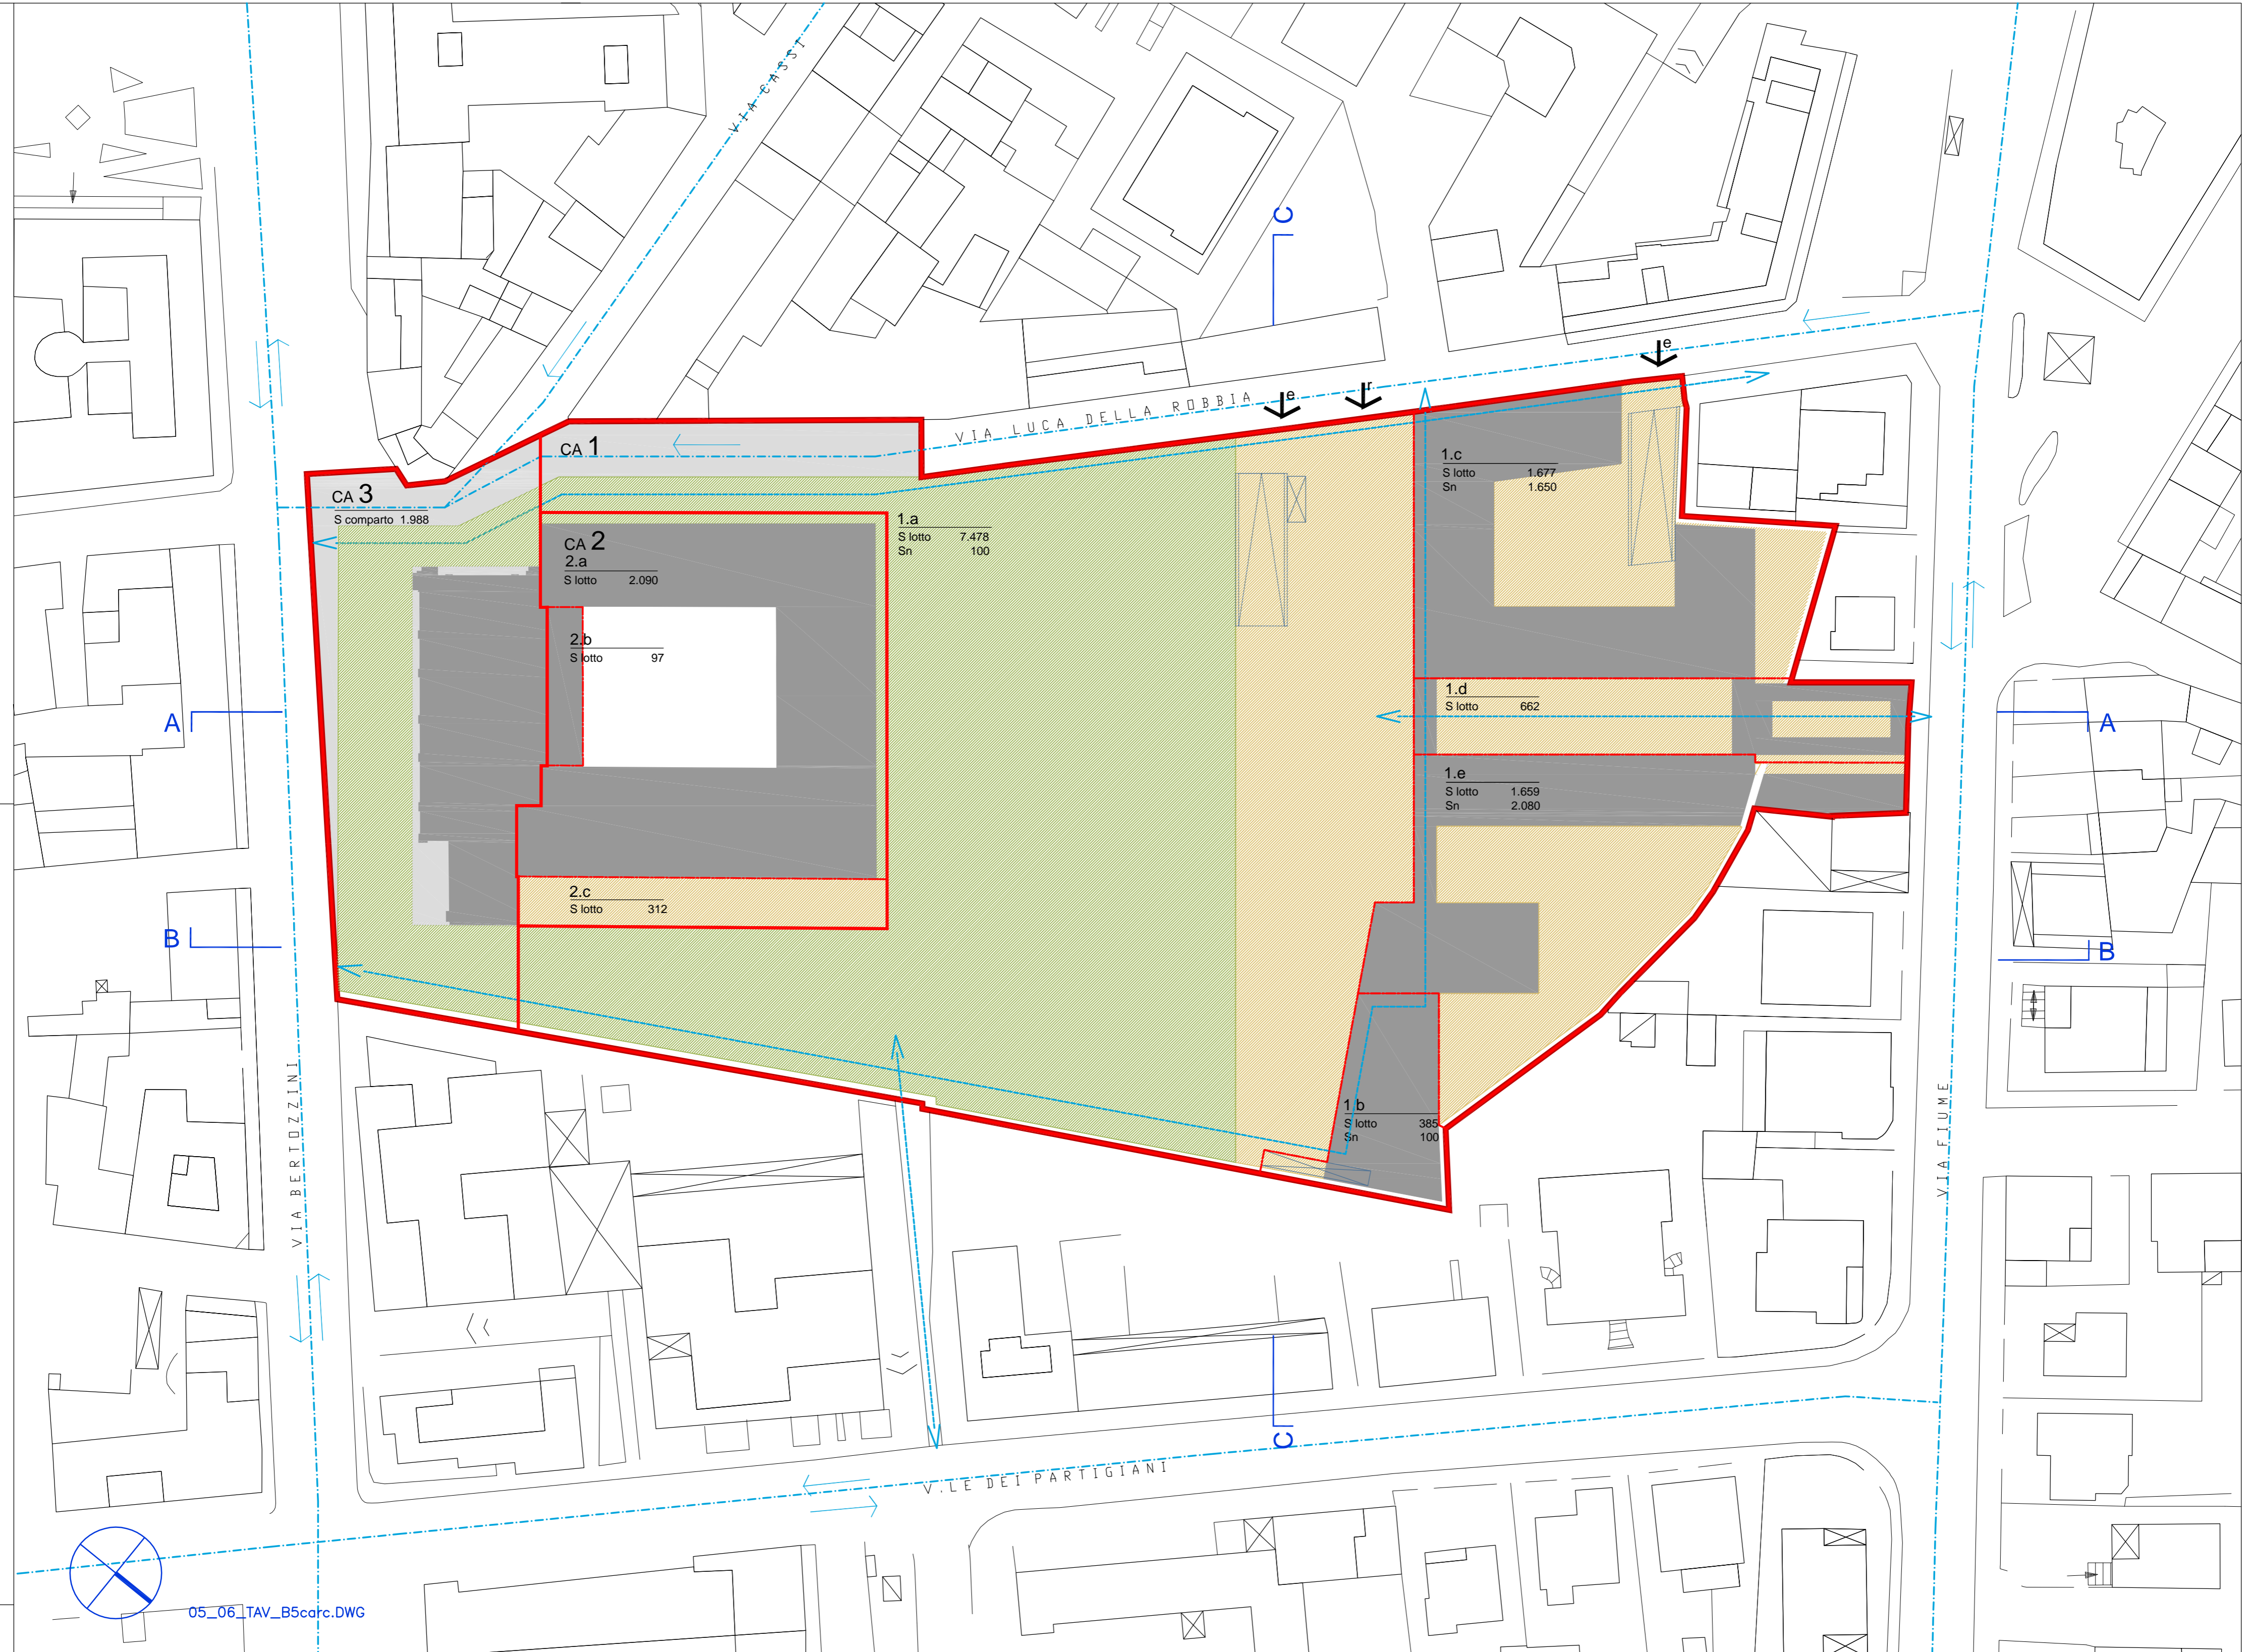 VIA CASSI
C
e
r
e
VIA LUCA DELLA ROBBIA
CA 1
CA 3
S comparto 1.988
1.a
S lotto 7.478
Sn 100
CA 2
2.a
S lotto 2.090
2.b
S lotto 97
2.c
S lotto 312
1.c
S lotto 1.677
Sn 1.650
1.d
S lotto 662
1.e
S lotto 1.659
Sn 2.080
1.b
S lotto 385
Sn 100
A
A
B
B
VIA BERTOZZINI
VIA FIUME
C
V.LE DEI PARTIGIANI
05_06_TAV_B5carc.DWG